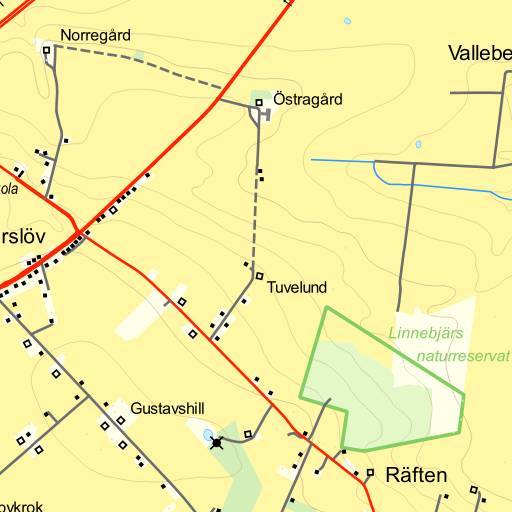 Norregård
Vallebe
Östragård
ola
rslöv
Tuvelund
Linnebjärs
naturreservat
Gustavshill
Räften
ovkrok